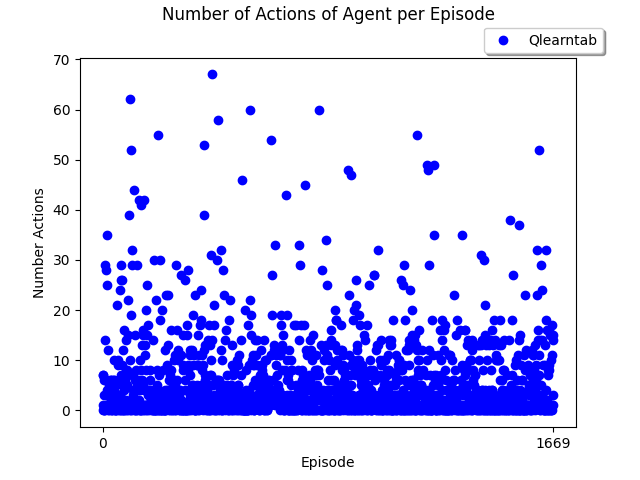 Number of Actions of Agent per Episode
Qlearntab
70
60
50
40
30
20
10
0
Number Actions
0 1669
Episode